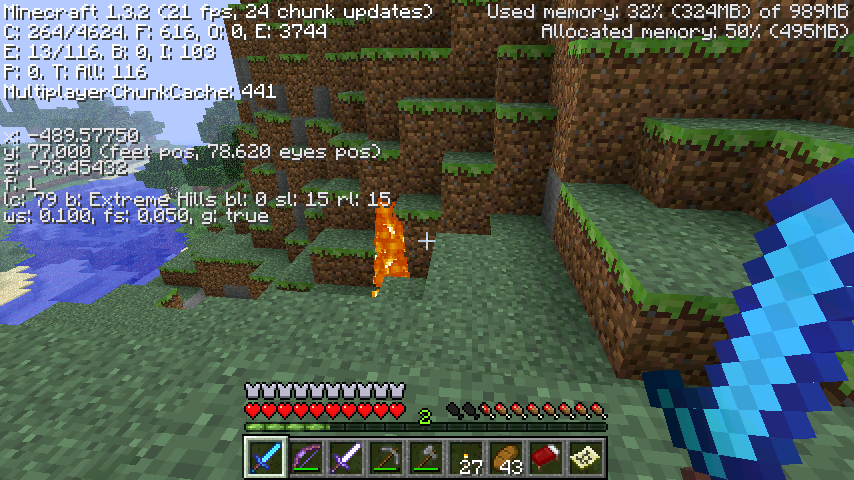 Minecraft 1.3.2 (21 fps, 24 chunk updates)
Used memory: 32% (324MB) of 989MB
C: 264/4624, F: 616, O: 0, E: 3744
Allocated memory: 50% (495MB)
E: 13/116, B: 0, I: 103
P: 0, T: All: 116
MultiplayerChunkCache: 441
x: -489.57750
y: 77.000 (feet pos, 78.620 eyes pos)
z: -73.45432
f: 1
lc: 79 b: Extreme Hills bl: 0 sl: 15 rl: 15
ws: 0.100, fs: 0.050, g: true
2
27
43